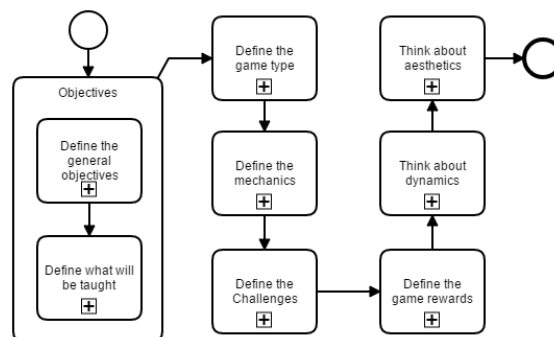 Objectives
Define the
general
objectives
Define what will
be taught
Define the
game type
Define the
mechanics
Define the
Challenges
Define the
game rewards
Think about
dynamics
Think about
aesthetics